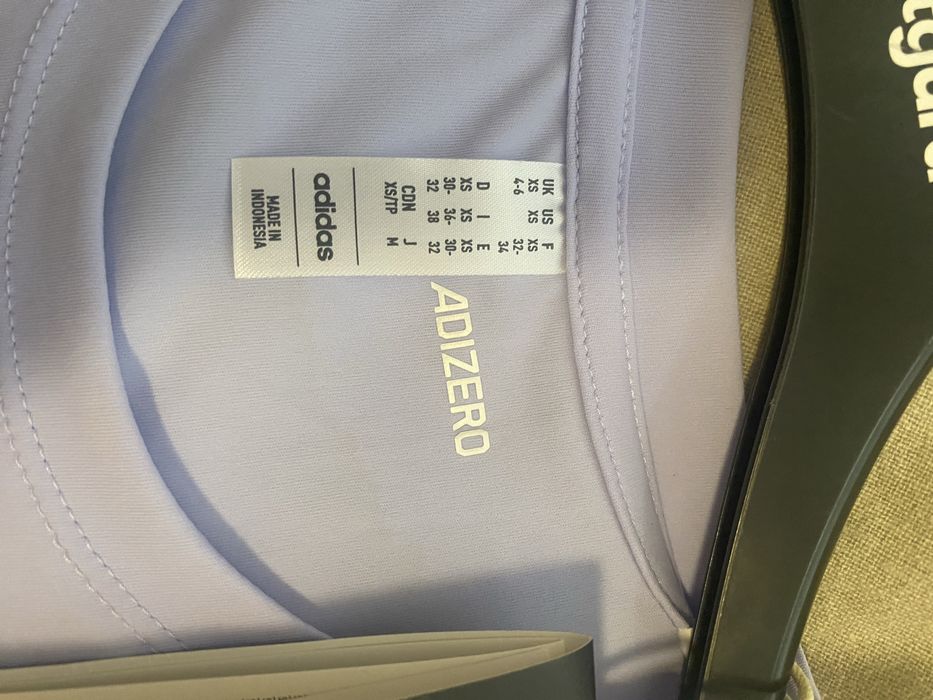 UK US F
XS XS XS
4-6 32-
34
D I E
XS XS XS
30- 36- 30-
32 38 32
CDN J
XS/TP M
adidas
MADE IN
INDONESIA
ADIZERO